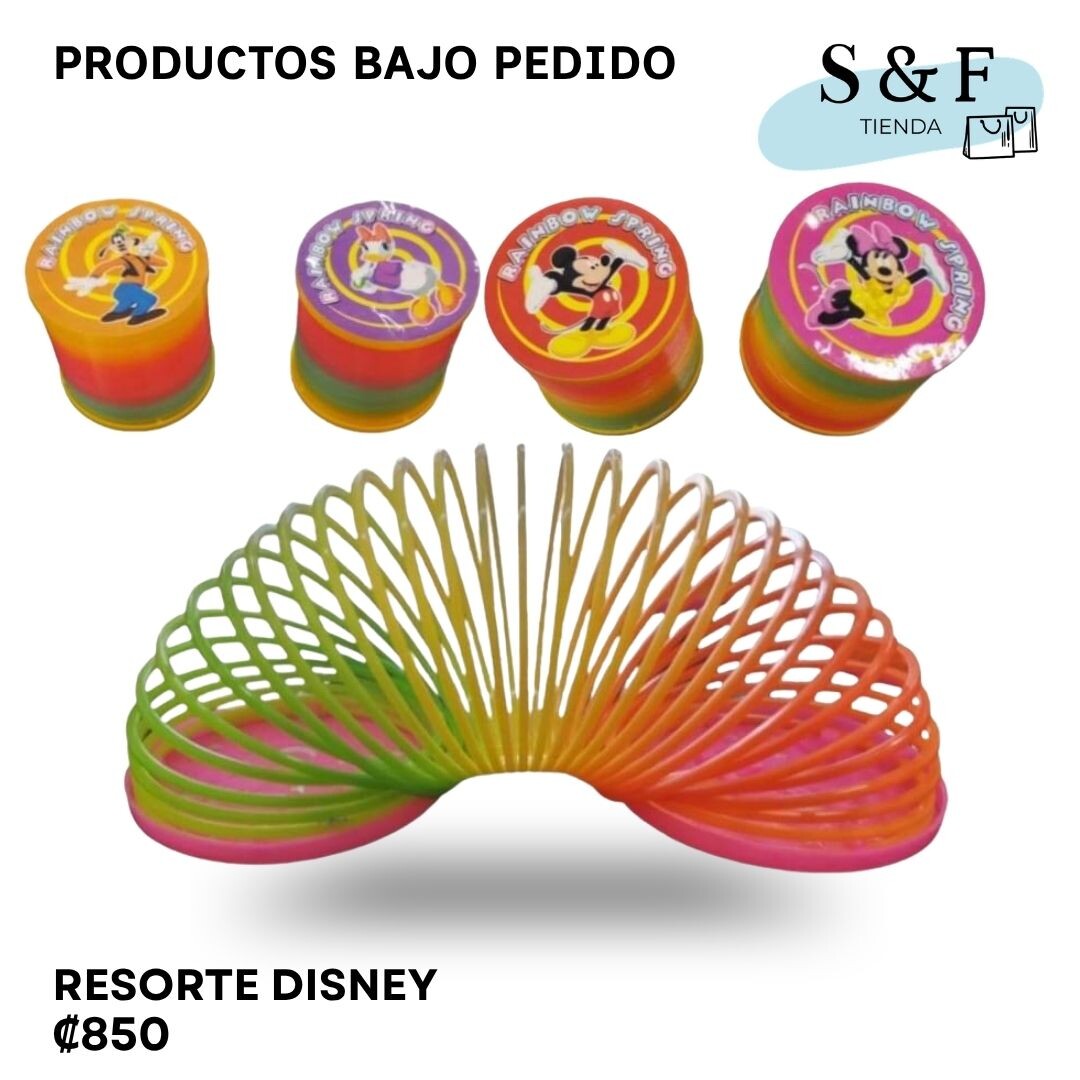 PRODUCTOS BAJO PEDIDO
S & F
TIENDA
RAINBOW SPRING
RAINBOW SPRING
RAINBOW SPRING
RAINBOW SPRING
RESORTE DISNEY
₡850